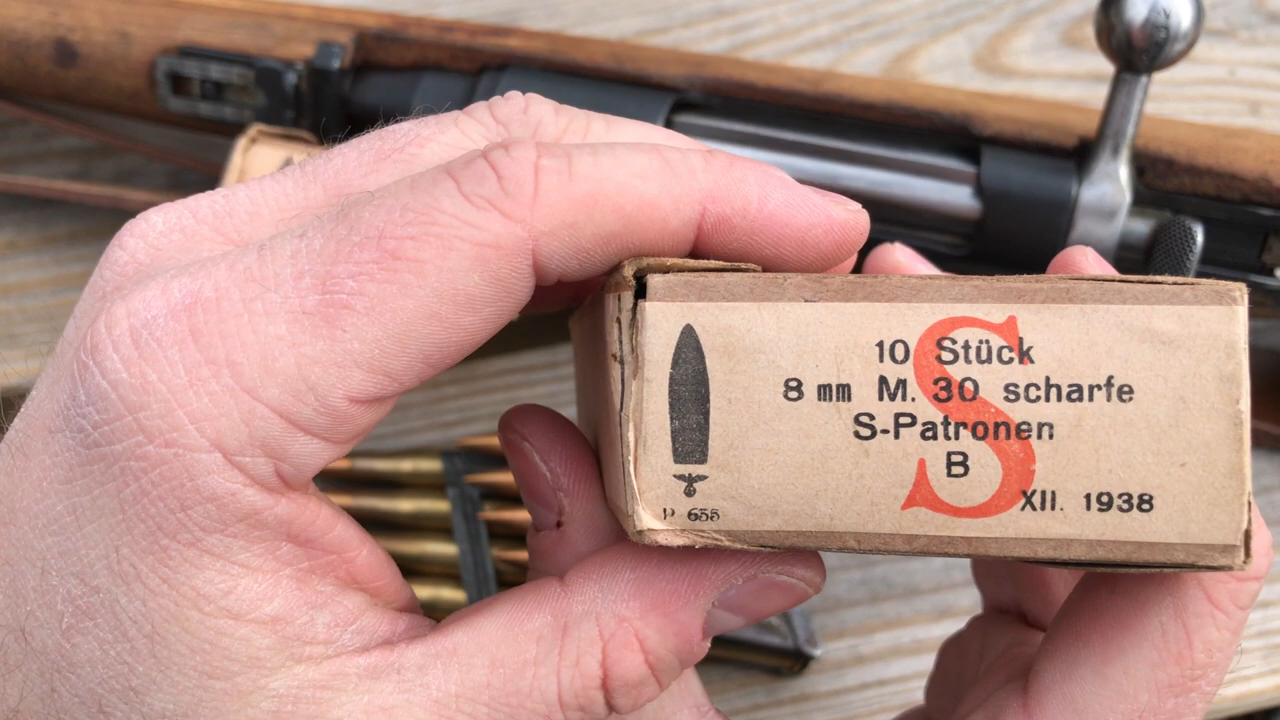 10 Stück
8 mm M. 30 scharfe
S-Patronen
B
S
XII. 1938
P 655